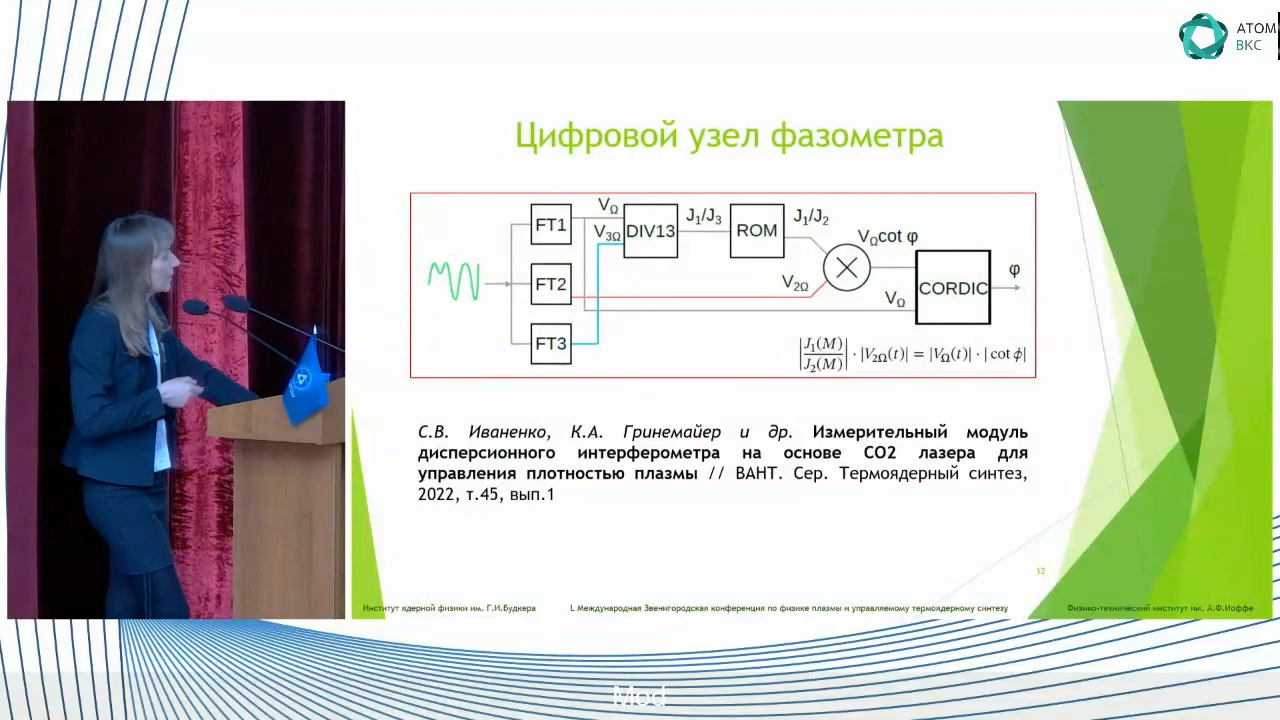 АТОМ
ВКС
Цифровой узел фазометра
FT1
FT2
FT3
VΩ
V3Ω
DIV13
J1/J3
ROM
J1/J2
V2Ω
VΩcot φ
VΩ
CORDIC
φ
|J1(M)/J2(M)| · |V2Ω(t)| = |VΩ(t)| · | cot ϕ|
С.В. Иваненко, К.А. Гринемайер и др. Измерительный модуль
дисперсионного интерферометра на основе CO2 лазера для
управления плотностью плазмы // ВАНТ. Сер. Термоядерный синтез,
2022, т.45, вып.1
12
Институт ядерной физики им. Г.И.Будкера
L Международная Звенигородская конференция по физике плазмы и управляемому термоядерному синтезу
Физико-технический институт им. А.Ф.Иоффе
Mod